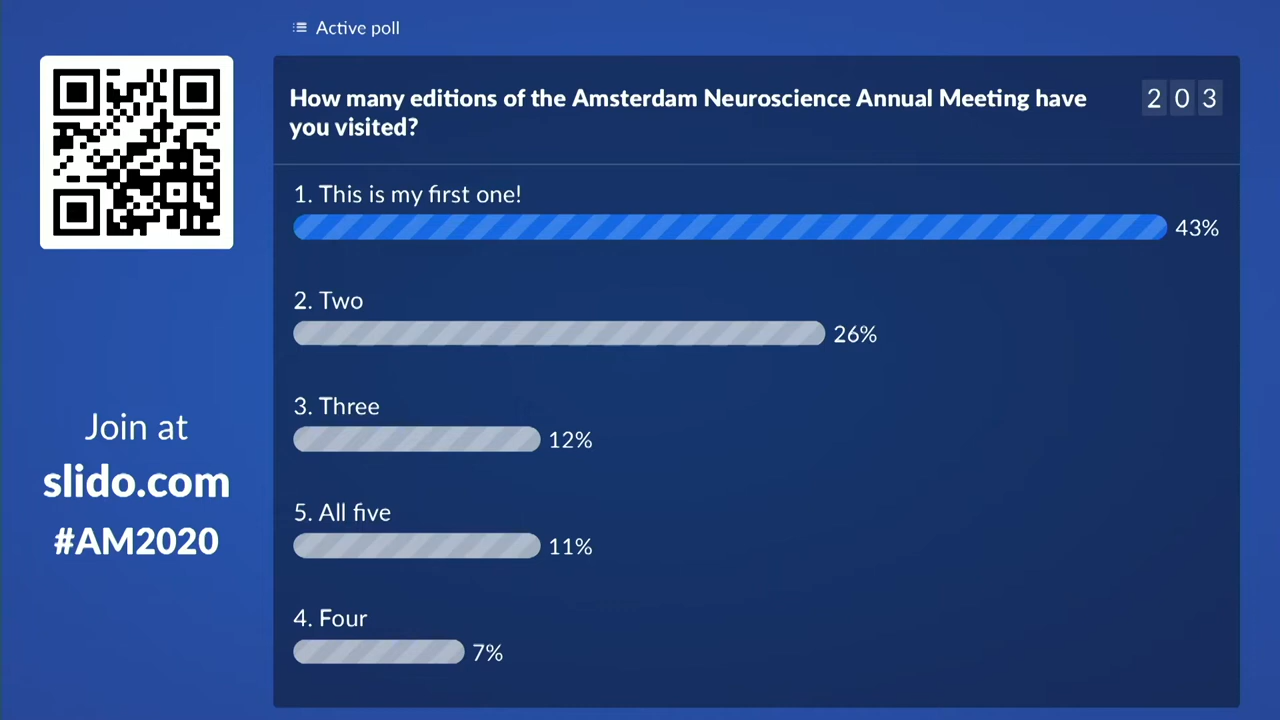 Active poll
How many editions of the Amsterdam Neuroscience Annual Meeting have
you visited?
203
1. This is my first one!
43%
2. Two
26%
3. Three
12%
5. All five
11%
4. Four
7%
Join at
slido.com
#AM2020